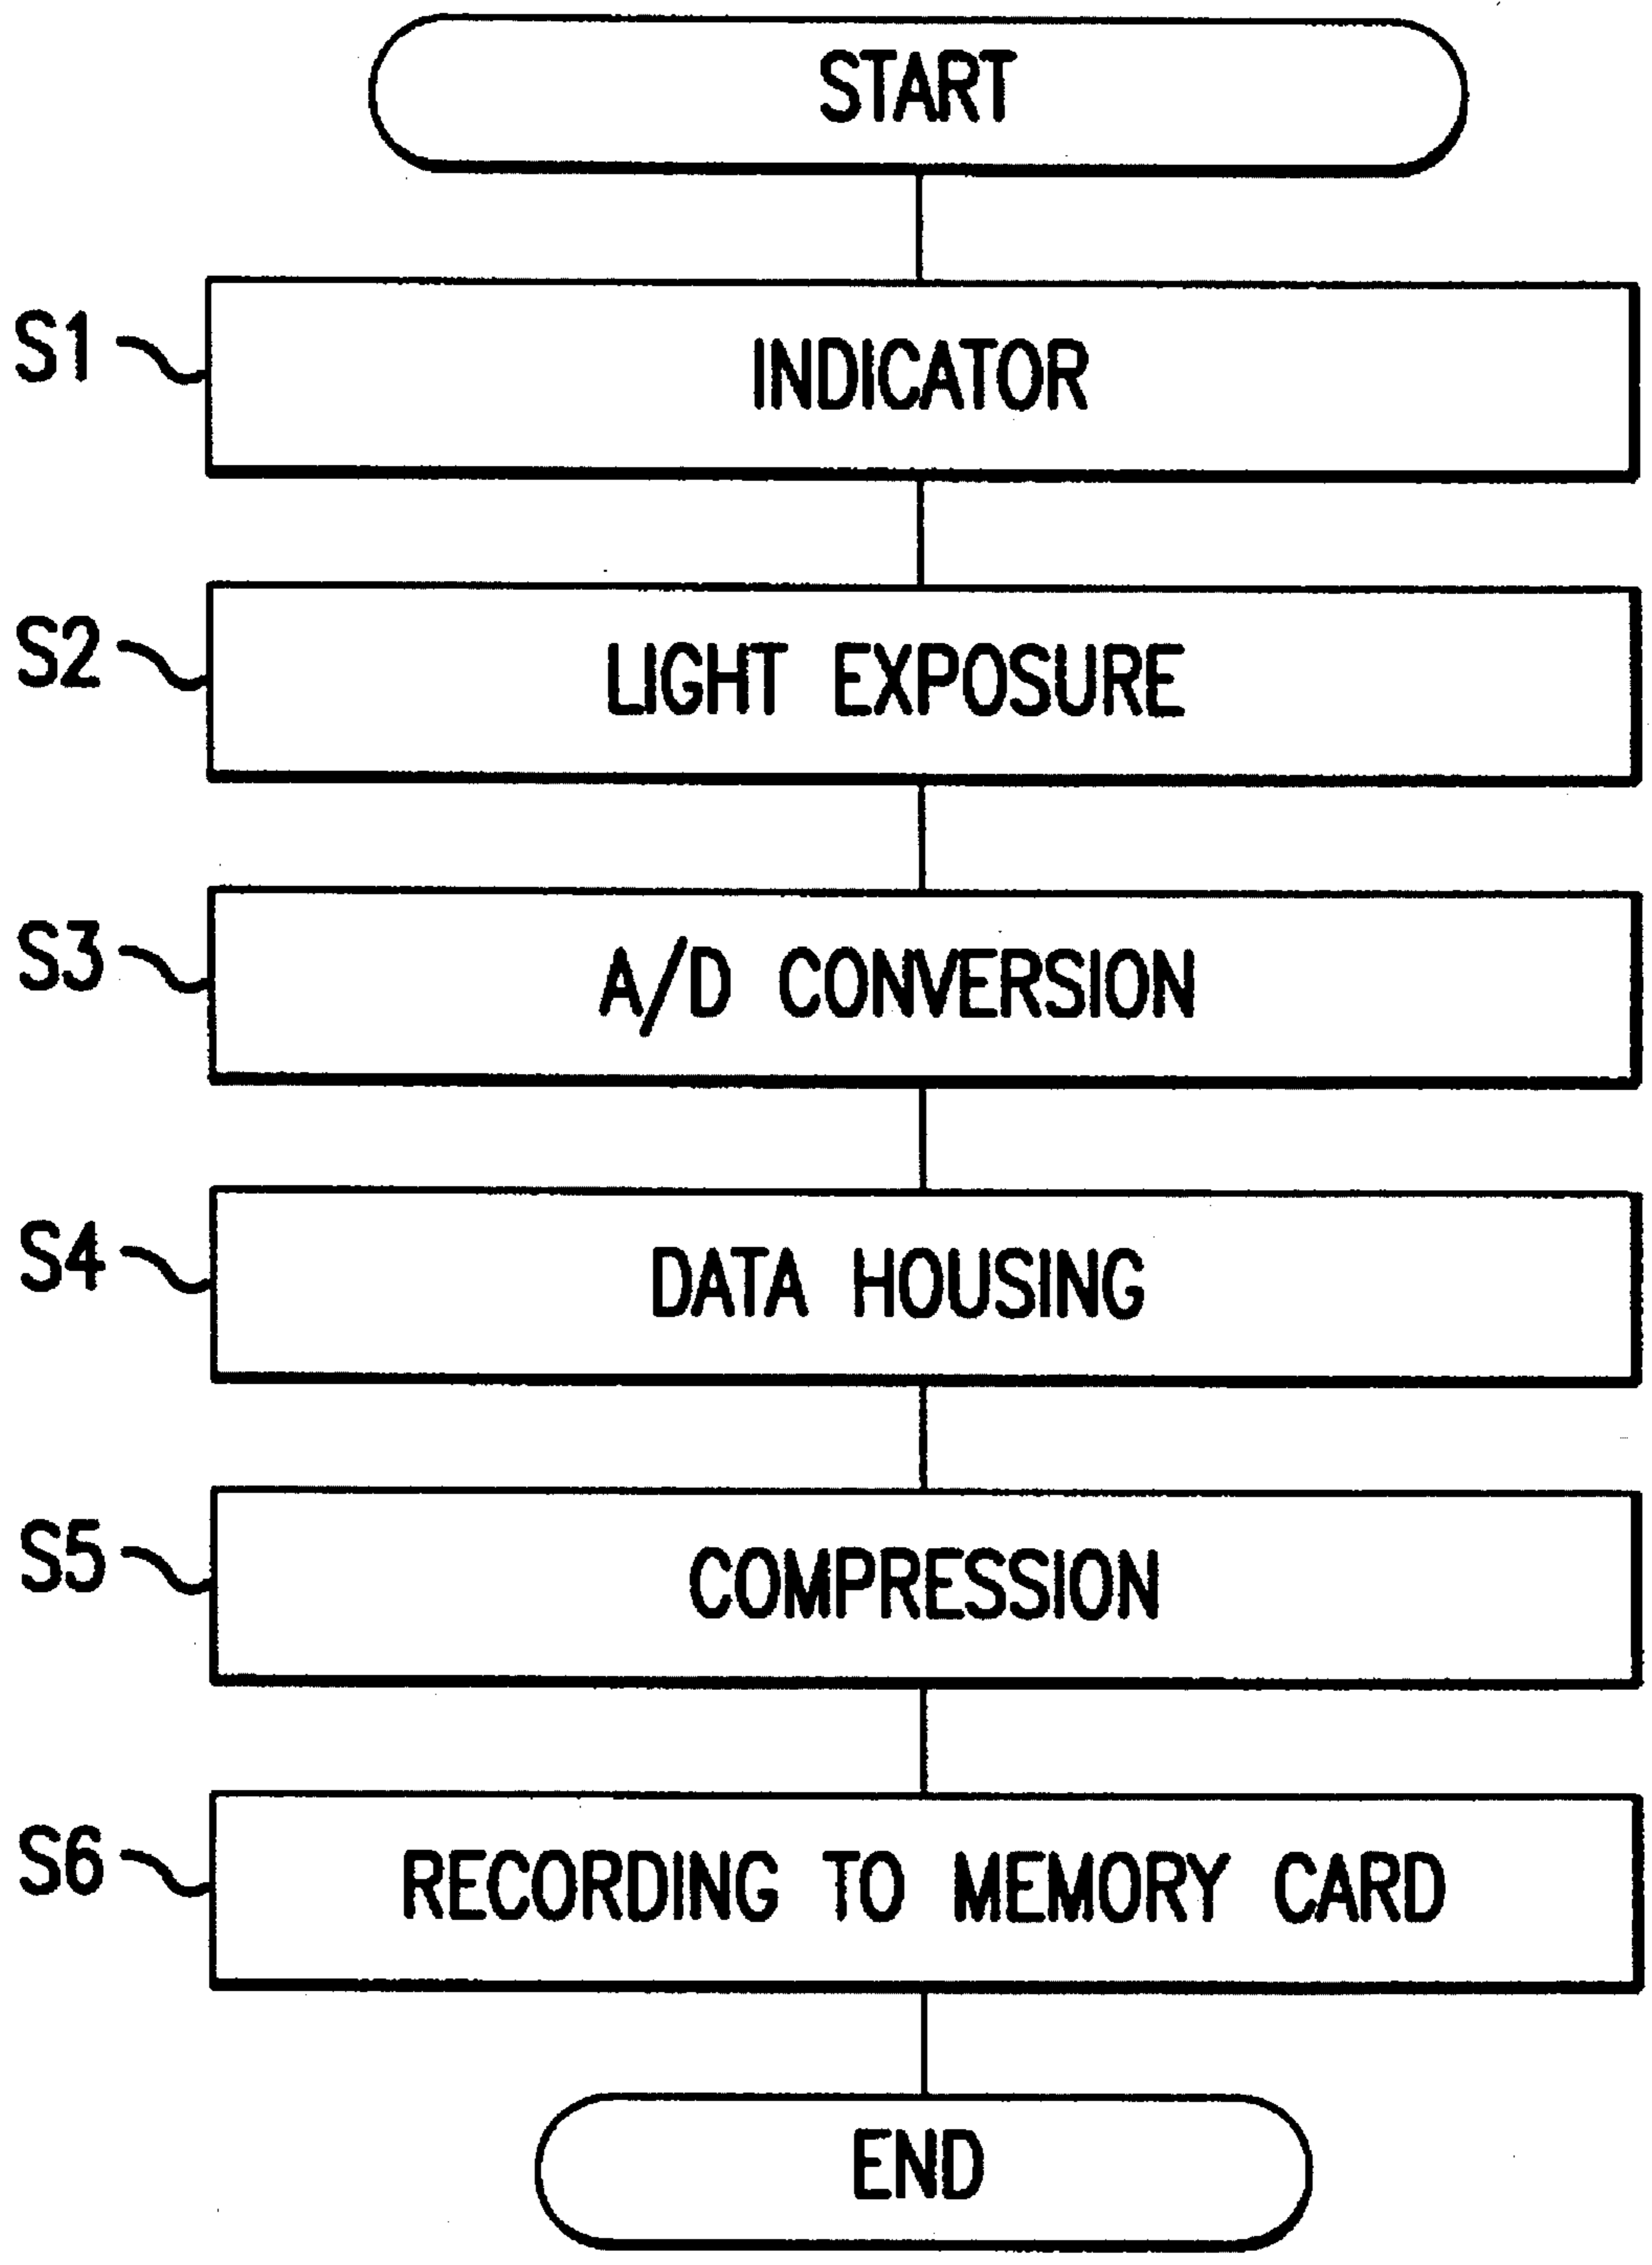 START
S1 INDICATOR
S2 LIGHT EXPOSURE
S3 A/D CONVERSION
S4 DATA HOUSING
S5 COMPRESSION
S6 RECORDING TO MEMORY CARD
END